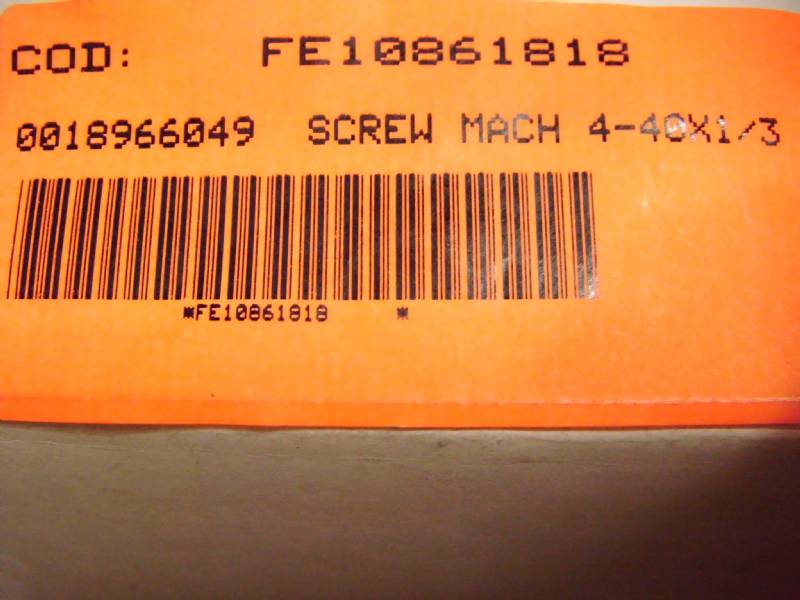 COD: FE10861818
0018966049 SCREW MACH 4-40X1/3
*FE10861818 *